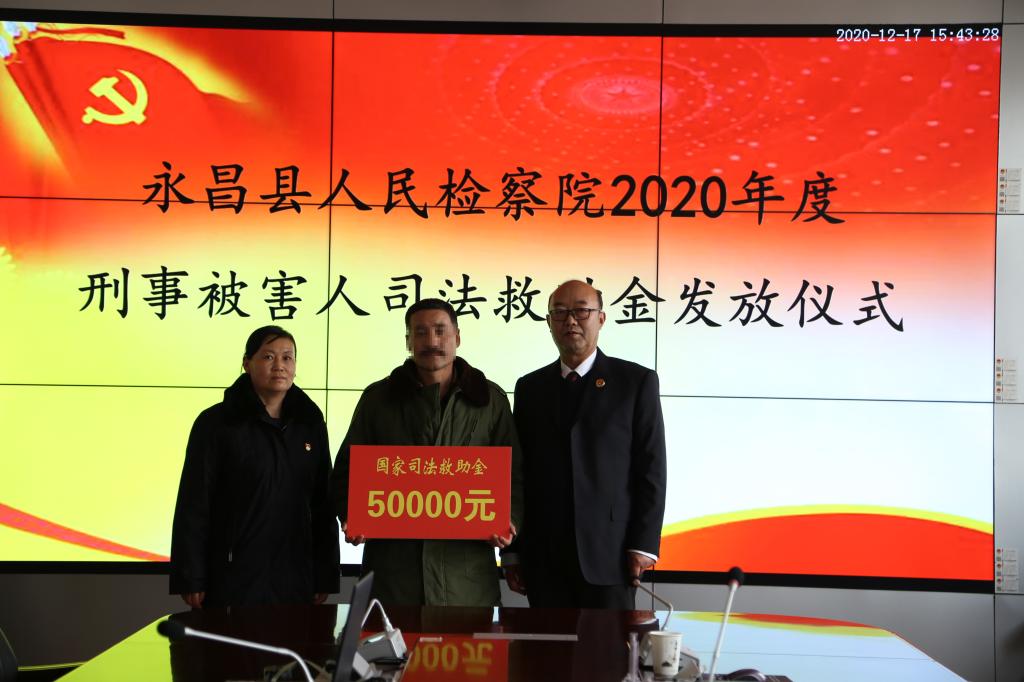 2020-12-17 15:43:28
永昌县人民检察院2020年度
刑事被害人司法救助金发放仪式
国家司法救助金
50000元